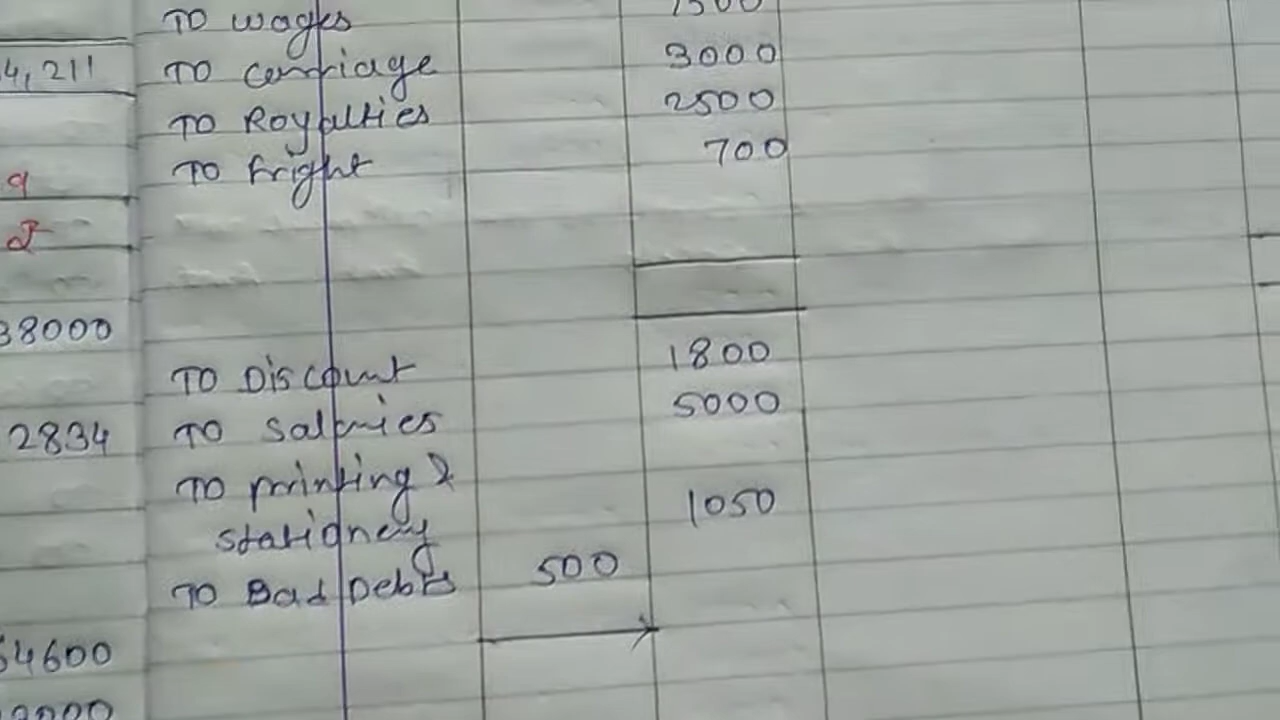 TO wages
4,211 TO carriage 3000
TO Royalties 2500
TO fright 700
9
38000
TO Discount 1800
2834 TO Salaries 5000
TO printing &
stationery 1050
TO Bad Debts 500
54600